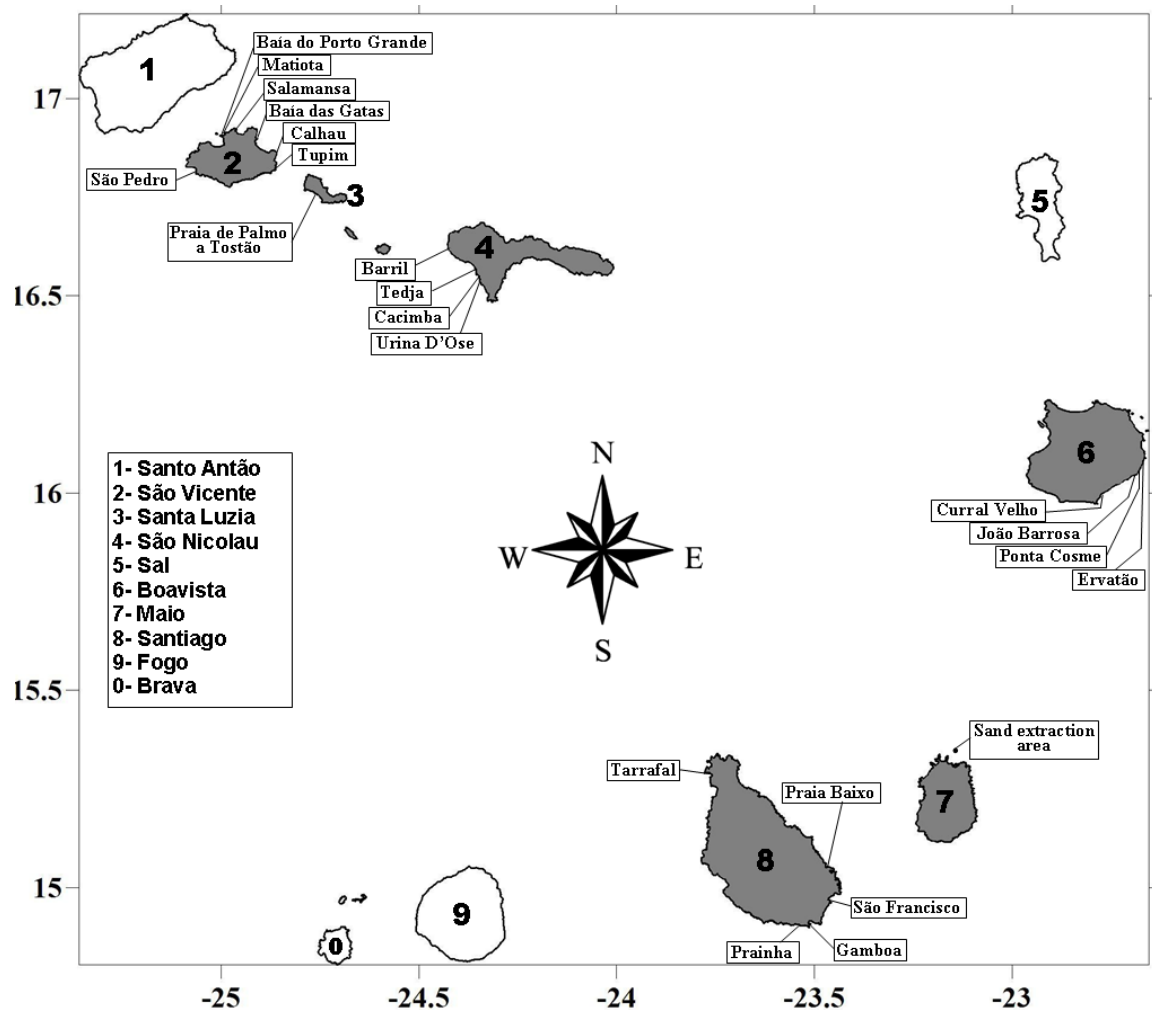 Baía do Porto Grande
Matiota
Salamansa
Baía das Gatas
Calhau
Tupim
São Pedro
Praia de Palmo
a Tostão
Barril
Tedja
Cacimba
Urina D’Ose
1
2
3
4
5
6
7
8
9
0
17
16.5
16
15.5
15
1- Santo Antão
2- São Vicente
3- Santa Luzia
4- São Nicolau
5- Sal
6- Boavista
7- Maio
8- Santiago
9- Fogo
0- Brava
N
W
E
S
Curral Velho
João Barrosa
Ponta Cosme
Ervatão
Sand extraction
area
Tarrafal
Praia Baixo
São Francisco
Prainha
Gamboa
-25
-24.5
-24
-23.5
-23